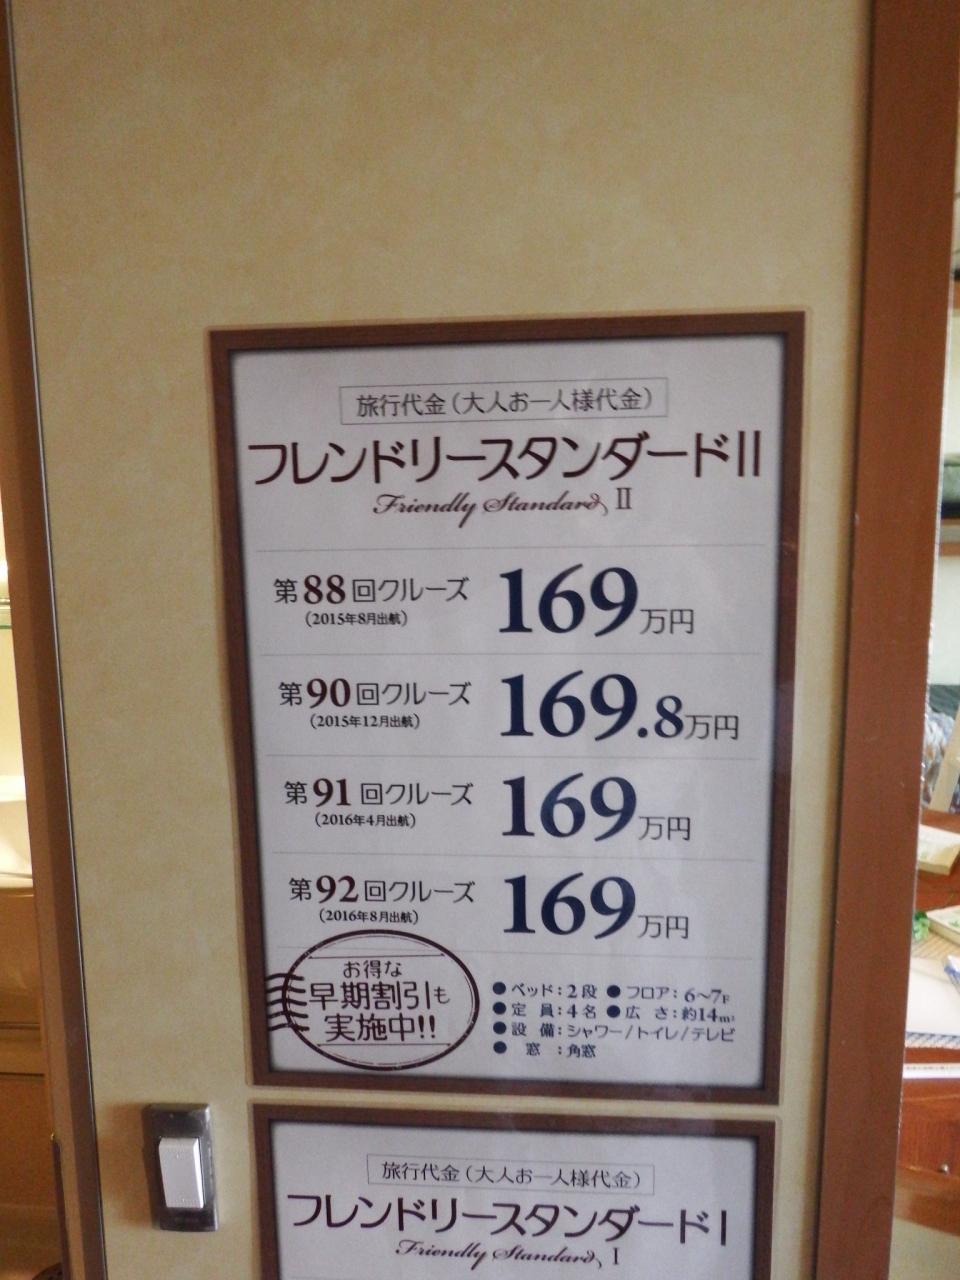 旅行代金(大人お一人様代金)
フレンドリースタンダードII
Friendly Standard II
第88回クルーズ 169万円
(2015年8月出航)
第90回クルーズ 169.8万円
(2015年12月出航)
第91回クルーズ 169万円
(2016年4月出航)
第92回クルーズ 169万円
(2016年8月出航)
お得な
早期割引も
実施中!!
●ベッド:2段 ●フロア:6~7F
●定員:4名 ●広さ:約14m²
●設備:シャワー/トイレ/テレビ
●窓:角窓
旅行代金(大人お一人様代金)
フレンドリースタンダードI
Friendly Standard I